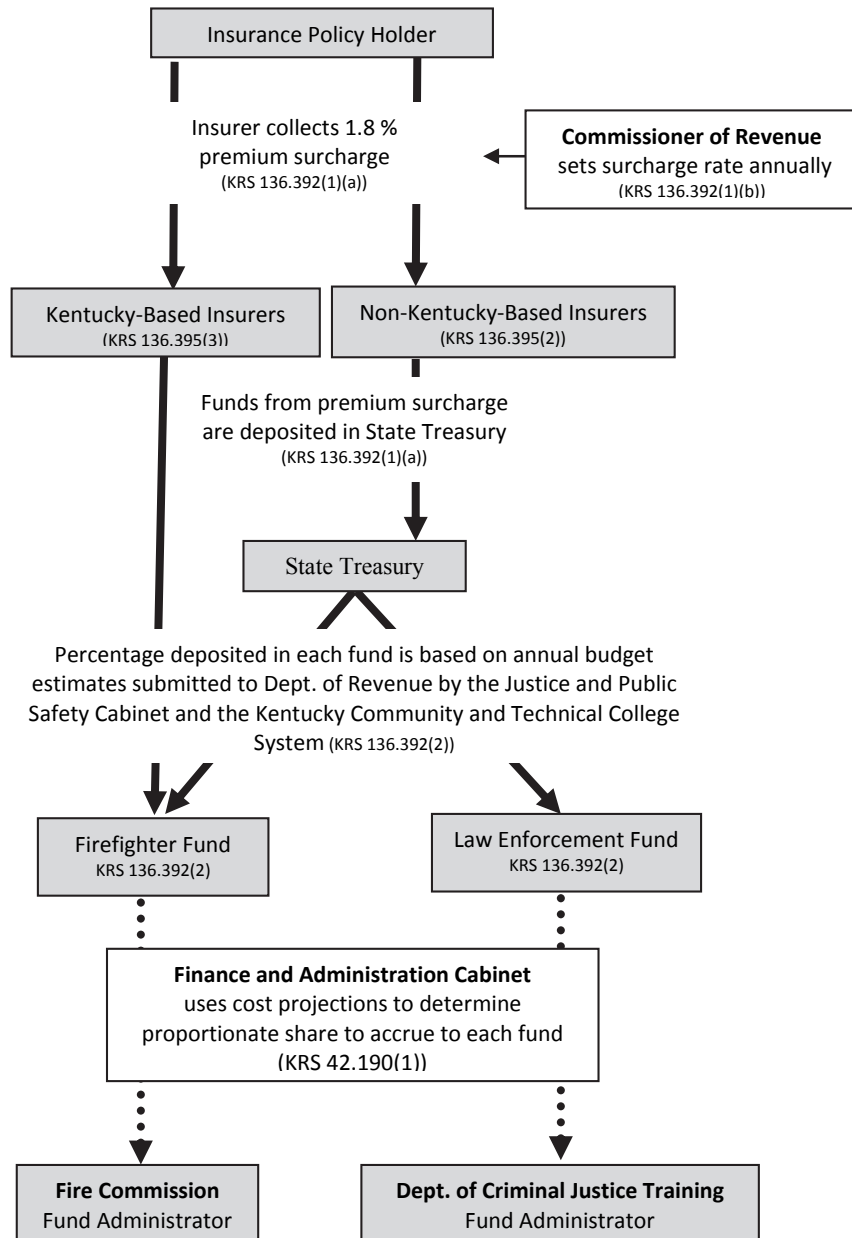 Insurance Policy Holder
Insurer collects 1.8 %
premium surcharge
(KRS 136.392(1)(a))
Commissioner of Revenue
sets surcharge rate annually
(KRS 136.392(1)(b))
Kentucky-Based Insurers
(KRS 136.395(3))
Non-Kentucky-Based Insurers
(KRS 136.395(2))
Funds from premium surcharge
are deposited in State Treasury
(KRS 136.392(1)(a))
State Treasury
Percentage deposited in each fund is based on annual budget
estimates submitted to Dept. of Revenue by the Justice and Public
Safety Cabinet and the Kentucky Community and Technical College
System (KRS 136.392(2))
Firefighter Fund
KRS 136.392(2)
Law Enforcement Fund
KRS 136.392(2)
Finance and Administration Cabinet
uses cost projections to determine
proportionate share to accrue to each fund
(KRS 42.190(1))
Fire Commission
Fund Administrator
Dept. of Criminal Justice Training
Fund Administrator